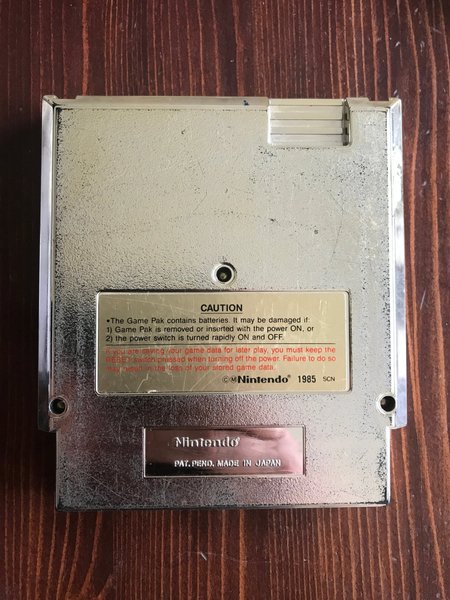 CAUTION
•The Game Pak contains batteries. It may be damaged if:
1) Game Pak is removed or inserted with the power ON, or
2) the power switch is turned rapidly ON and OFF.
If you are saving your game data for later play, you must keep the
RESET switch pressed when turning off the power. Failure to do so
may result in the loss of your stored game data.
©M Nintendo® 1985 SCN
Nintendo®
PAT. PEND. MADE IN JAPAN